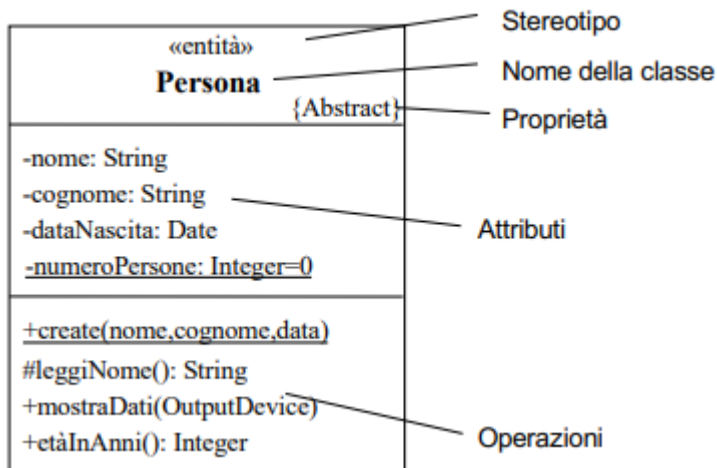 Stereotipo
«entità»
Persona
Nome della classe
{Abstract}
Proprietà
-nome: String
-cognome: String
-dataNascita: Date
-numeroPersone: Integer=0
Attributi
+create(nome,cognome,data)
#leggiNome(): String
+mostraDati(OutputDevice)
+etàInAnni(): Integer
Operazioni